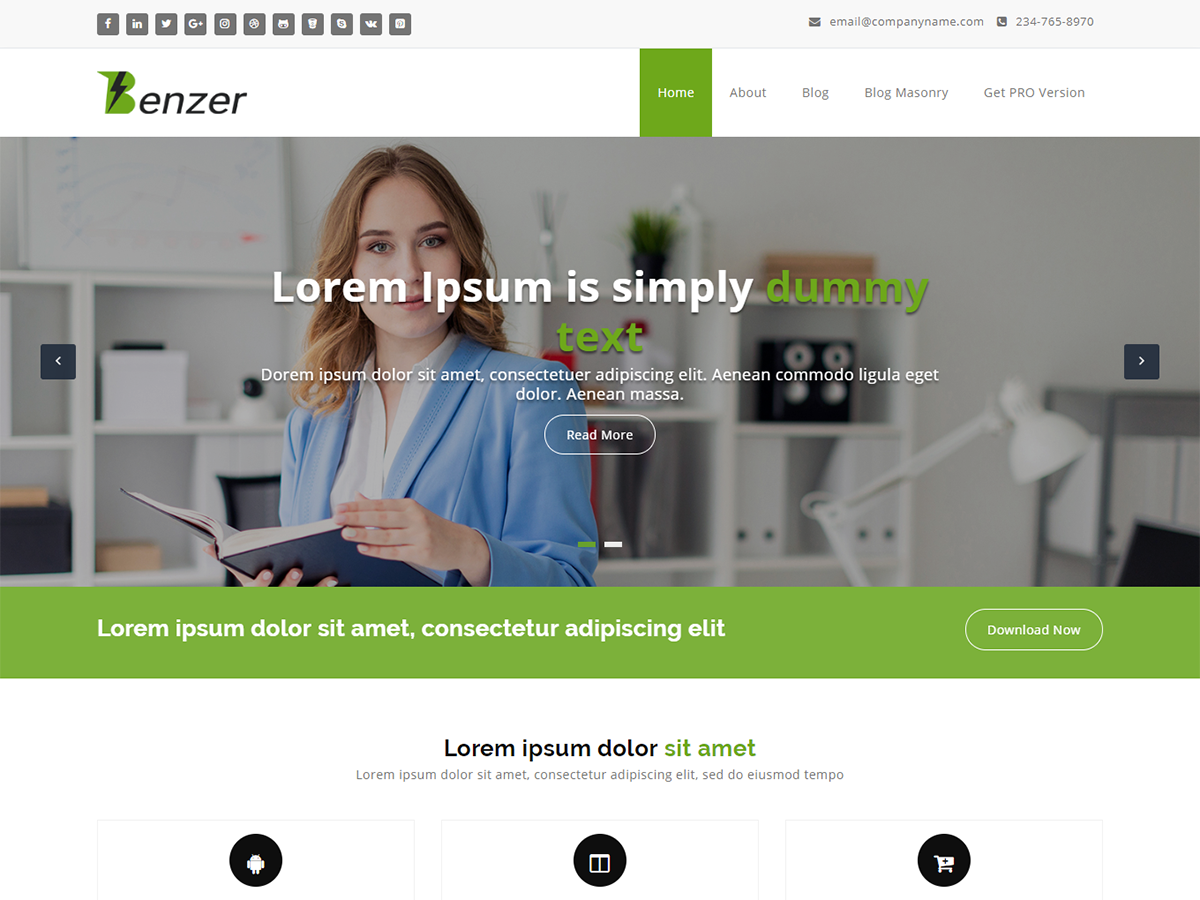 email@companyname.com 234-765-8970
Benzer
Home About Blog Blog Masonry Get PRO Version
Lorem Ipsum is simply dummy
text
Dorem ipsum dolor sit amet, consectetuer adipiscing elit. Aenean commodo ligula eget
dolor. Aenean massa.
Read More
Lorem ipsum dolor sit amet, consectetur adipiscing elit
Download Now
Lorem ipsum dolor sit amet
Lorem ipsum dolor sit amet, consectetur adipiscing elit, sed do eiusmod tempo